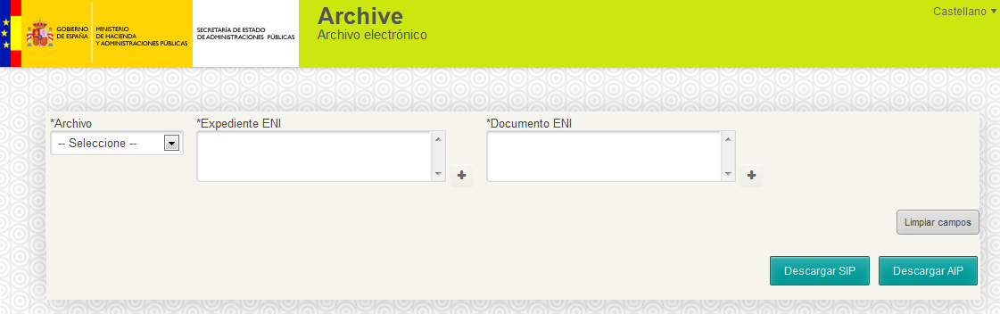 GOBIERNO
DE ESPAÑA
MINISTERIO
DE HACIENDA
Y ADMINISTRACIONES PÚBLICAS
SECRETARÍA DE ESTADO
DE ADMINISTRACIONES PÚBLICAS
Archive
Archivo electrónico
Castellano
*Archivo
*Expediente ENI
*Documento ENI
-- Seleccione --
Limpiar campos
Descargar SIP
Descargar AIP